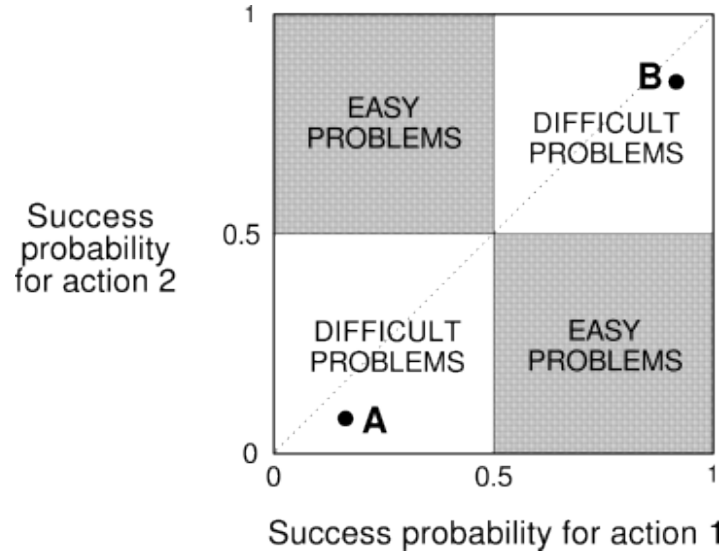 1
B
EASY
PROBLEMS
DIFFICULT
PROBLEMS
Success
probability
for action 2
0.5
DIFFICULT
PROBLEMS
EASY
PROBLEMS
A
0
0
0.5
1
Success probability for action 1